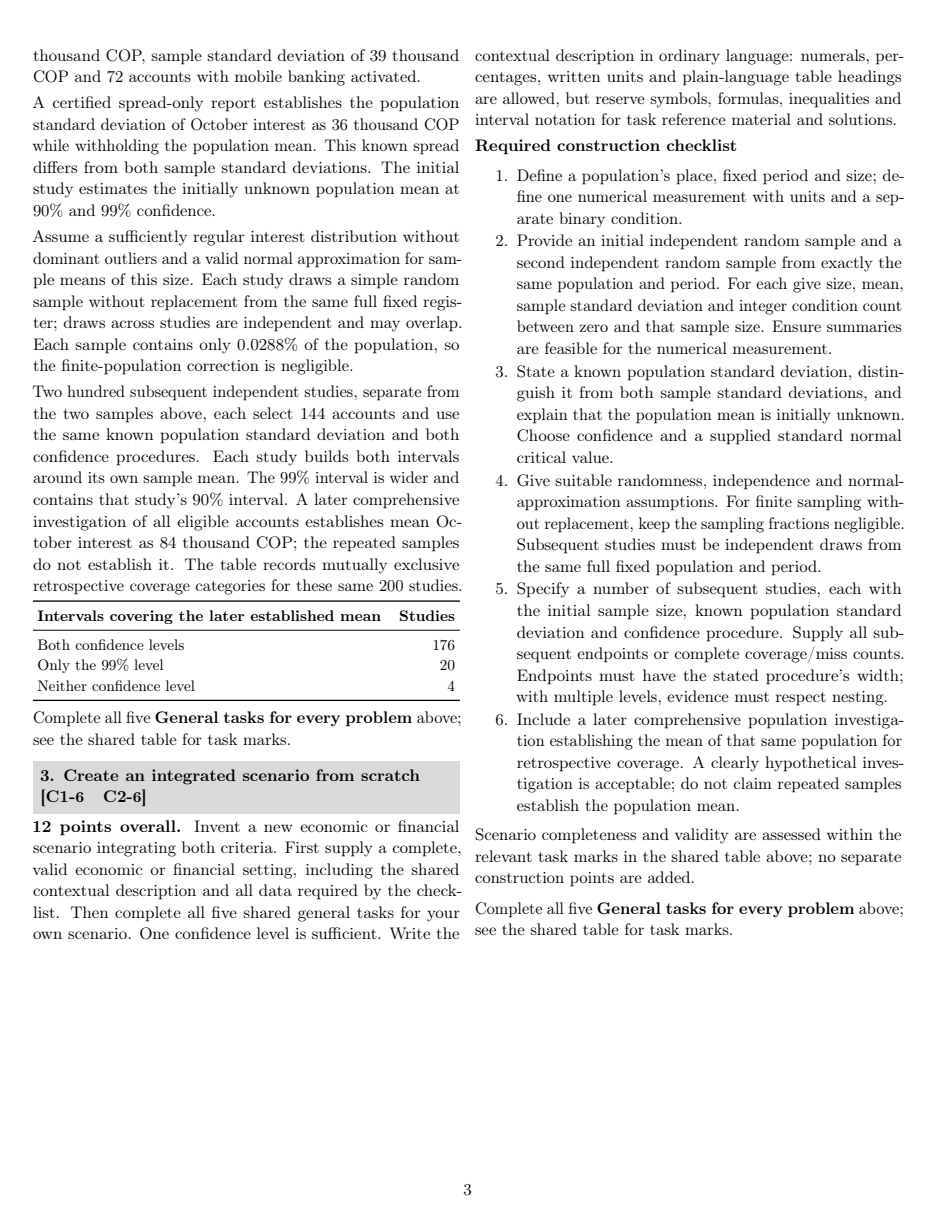 thousand COP, sample standard deviation of 39 thousand
COP and 72 accounts with mobile banking activated.
A certified spread-only report establishes the population
standard deviation of October interest as 36 thousand COP
while withholding the population mean. This known spread
differs from both sample standard deviations. The initial
study estimates the initially unknown population mean at
90% and 99% confidence.
Assume a sufficiently regular interest distribution without
dominant outliers and a valid normal approximation for sam-
ple means of this size. Each study draws a simple random
sample without replacement from the same full fixed regis-
ter; draws across studies are independent and may overlap.
Each sample contains only 0.0288% of the population, so
the finite-population correction is negligible.
Two hundred subsequent independent studies, separate from
the two samples above, each select 144 accounts and use
the same known population standard deviation and both
confidence procedures. Each study builds both intervals
around its own sample mean. The 99% interval is wider and
contains that study's 90% interval. A later comprehensive
investigation of all eligible accounts establishes mean Oc-
tober interest as 84 thousand COP; the repeated samples
do not establish it. The table records mutually exclusive
retrospective coverage categories for these same 200 studies.
Intervals covering the later established mean Studies
Both confidence levels 176
Only the 99% level 20
Neither confidence level 4
Complete all five General tasks for every problem above;
see the shared table for task marks.
3. Create an integrated scenario from scratch
[C1-6 C2-6]
12 points overall. Invent a new economic or financial
scenario integrating both criteria. First supply a complete,
valid economic or financial setting, including the shared
contextual description and all data required by the check-
list. Then complete all five shared general tasks for your
own scenario. One confidence level is sufficient. Write the
contextual description in ordinary language: numerals, per-
centages, written units and plain-language table headings
are allowed, but reserve symbols, formulas, inequalities and
interval notation for task reference material and solutions.
Required construction checklist
1. Define a population's place, fixed period and size; de-
fine one numerical measurement with units and a sep-
arate binary condition.
2. Provide an initial independent random sample and a
second independent random sample from exactly the
same population and period. For each give size, mean,
sample standard deviation and integer condition count
between zero and that sample size. Ensure summaries
are feasible for the numerical measurement.
3. State a known population standard deviation, distin-
guish it from both sample standard deviations, and
explain that the population mean is initially unknown.
Choose confidence and a supplied standard normal
critical value.
4. Give suitable randomness, independence and normal-
approximation assumptions. For finite sampling with-
out replacement, keep the sampling fractions negligible.
Subsequent studies must be independent draws from
the same full fixed population and period.
5. Specify a number of subsequent studies, each with
the initial sample size, known population standard
deviation and confidence procedure. Supply all sub-
sequent endpoints or complete coverage/miss counts.
Endpoints must have the stated procedure's width;
with multiple levels, evidence must respect nesting.
6. Include a later comprehensive population investiga-
tion establishing the mean of that same population for
retrospective coverage. A clearly hypothetical inves-
tigation is acceptable; do not claim repeated samples
establish the population mean.
Scenario completeness and validity are assessed within the
relevant task marks in the shared table above; no separate
construction points are added.
Complete all five General tasks for every problem above;
see the shared table for task marks.
3